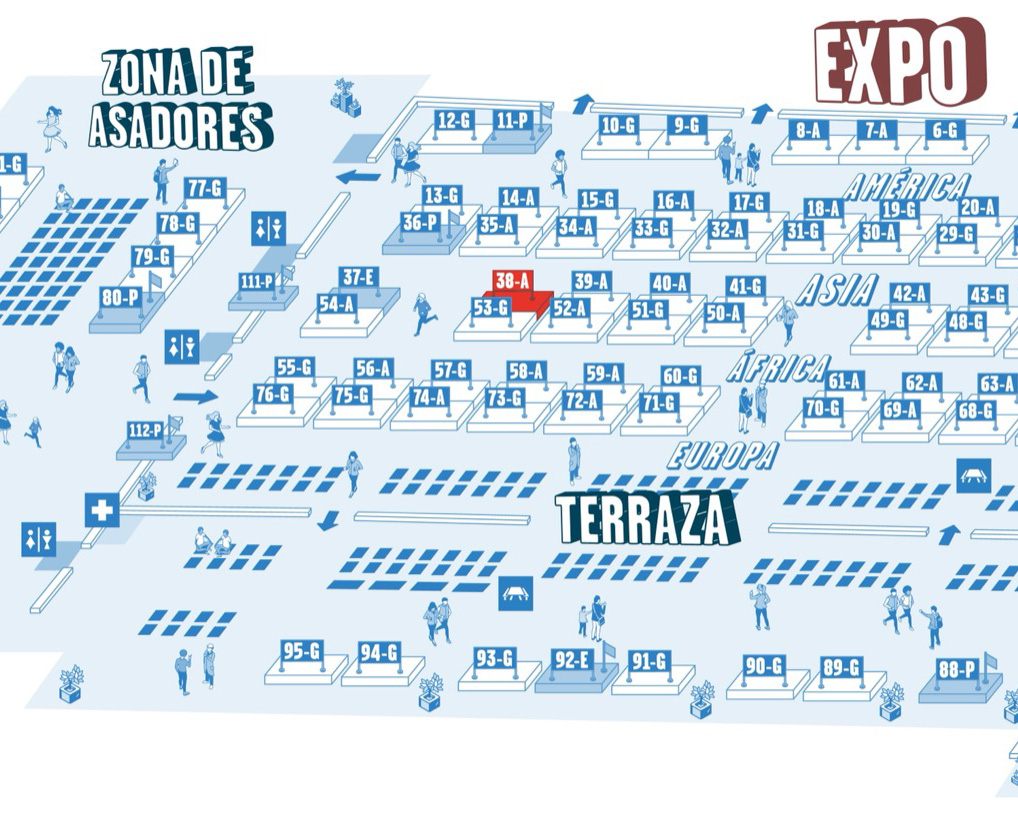 ZONA DE
ASADORES
EXPO
12-G 11-P 10-G 9-G 8-A 7-A 6-G
1-G
AMÉRICA
77-G 13-G 14-A 15-G 16-A 17-G 18-A 19-G 20-A
78-G 36-P 35-A 34-A 33-G 32-A 31-G 30-A 29-G
79-G
111-P 37-E 38-A 39-A 40-A 41-G ASIA 42-A 43-G
80-P 54-A 53-G 52-A 51-G 50-A 49-G 48-G
55-G 56-A 57-G 58-A 59-A 60-G ÁFRICA 61-A 62-A 63-A
76-G 75-G 74-A 73-G 72-A 71-G 70-G 69-A 68-G
112-P
EUROPA
TERRAZA
95-G 94-G 93-G 92-E 91-G 90-G 89-G 88-P